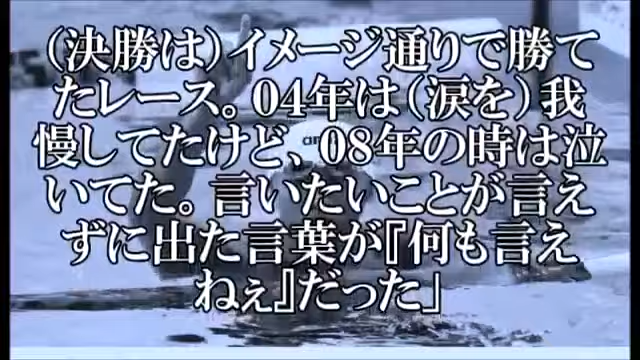 （決勝は）イメージ通りで勝て
たレース。04年は（涙を）我
慢してたけど、08年の時は泣
いてた。言いたいことが言え
ずに出た言葉が『何も言え
ねぇ』だった」